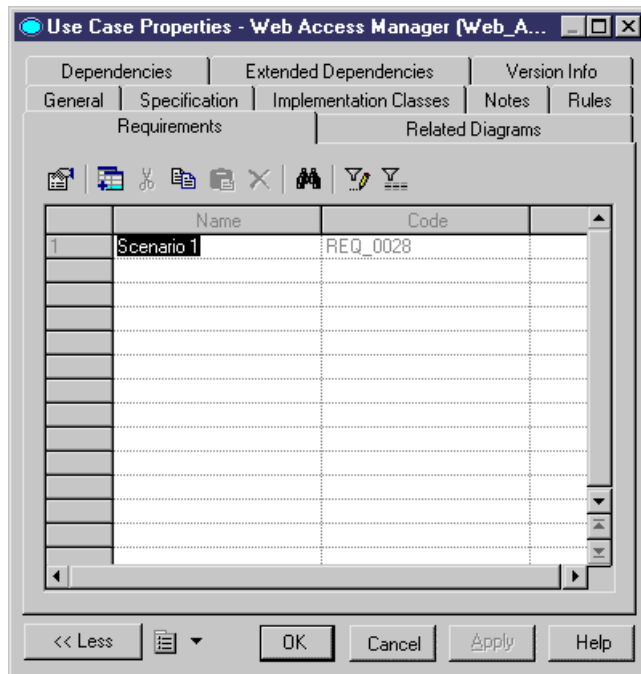 Use Case Properties - Web Access Manager (Web_A...
Dependencies Extended Dependencies Version Info
General Specification Implementation Classes Notes Rules
Requirements Related Diagrams
Name Code
1 Scenario 1 REQ_0028
<< Less OK Cancel Apply Help